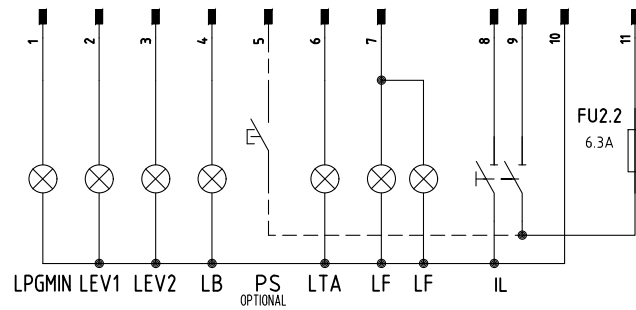 1 2 3 4 5 6 7 8 9 10 11
FU2.2
6.3A
LPGMIN LEV1 LEV2 LB PS LTA LF LF IL
OPTIONAL